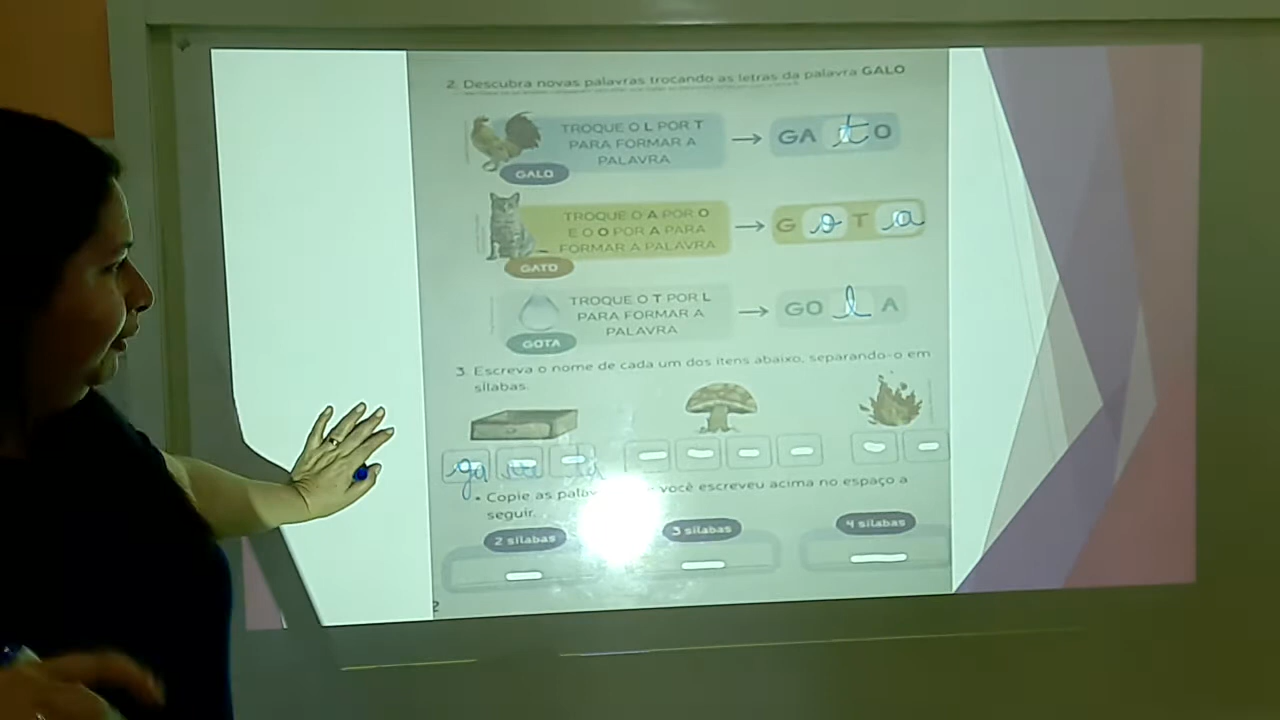 2. Descubra novas palavras trocando as letras da palavra GALO
TROQUE O L POR T
PARA FORMAR A
PALAVRA
GALO
GA t O
TROQUE O A POR O
E O O POR A PARA
FORMAR A PALAVRA
GATO
G o T a
TROQUE O T POR L
PARA FORMAR A
PALAVRA
GOTA
GO l A
3. Escreva o nome de cada um dos itens abaixo, separando-o em
sílabas.
ga
• Copie as você escreveu acima no espaço a
seguir.
2 sílabas
3 sílabas
4 sílabas
2